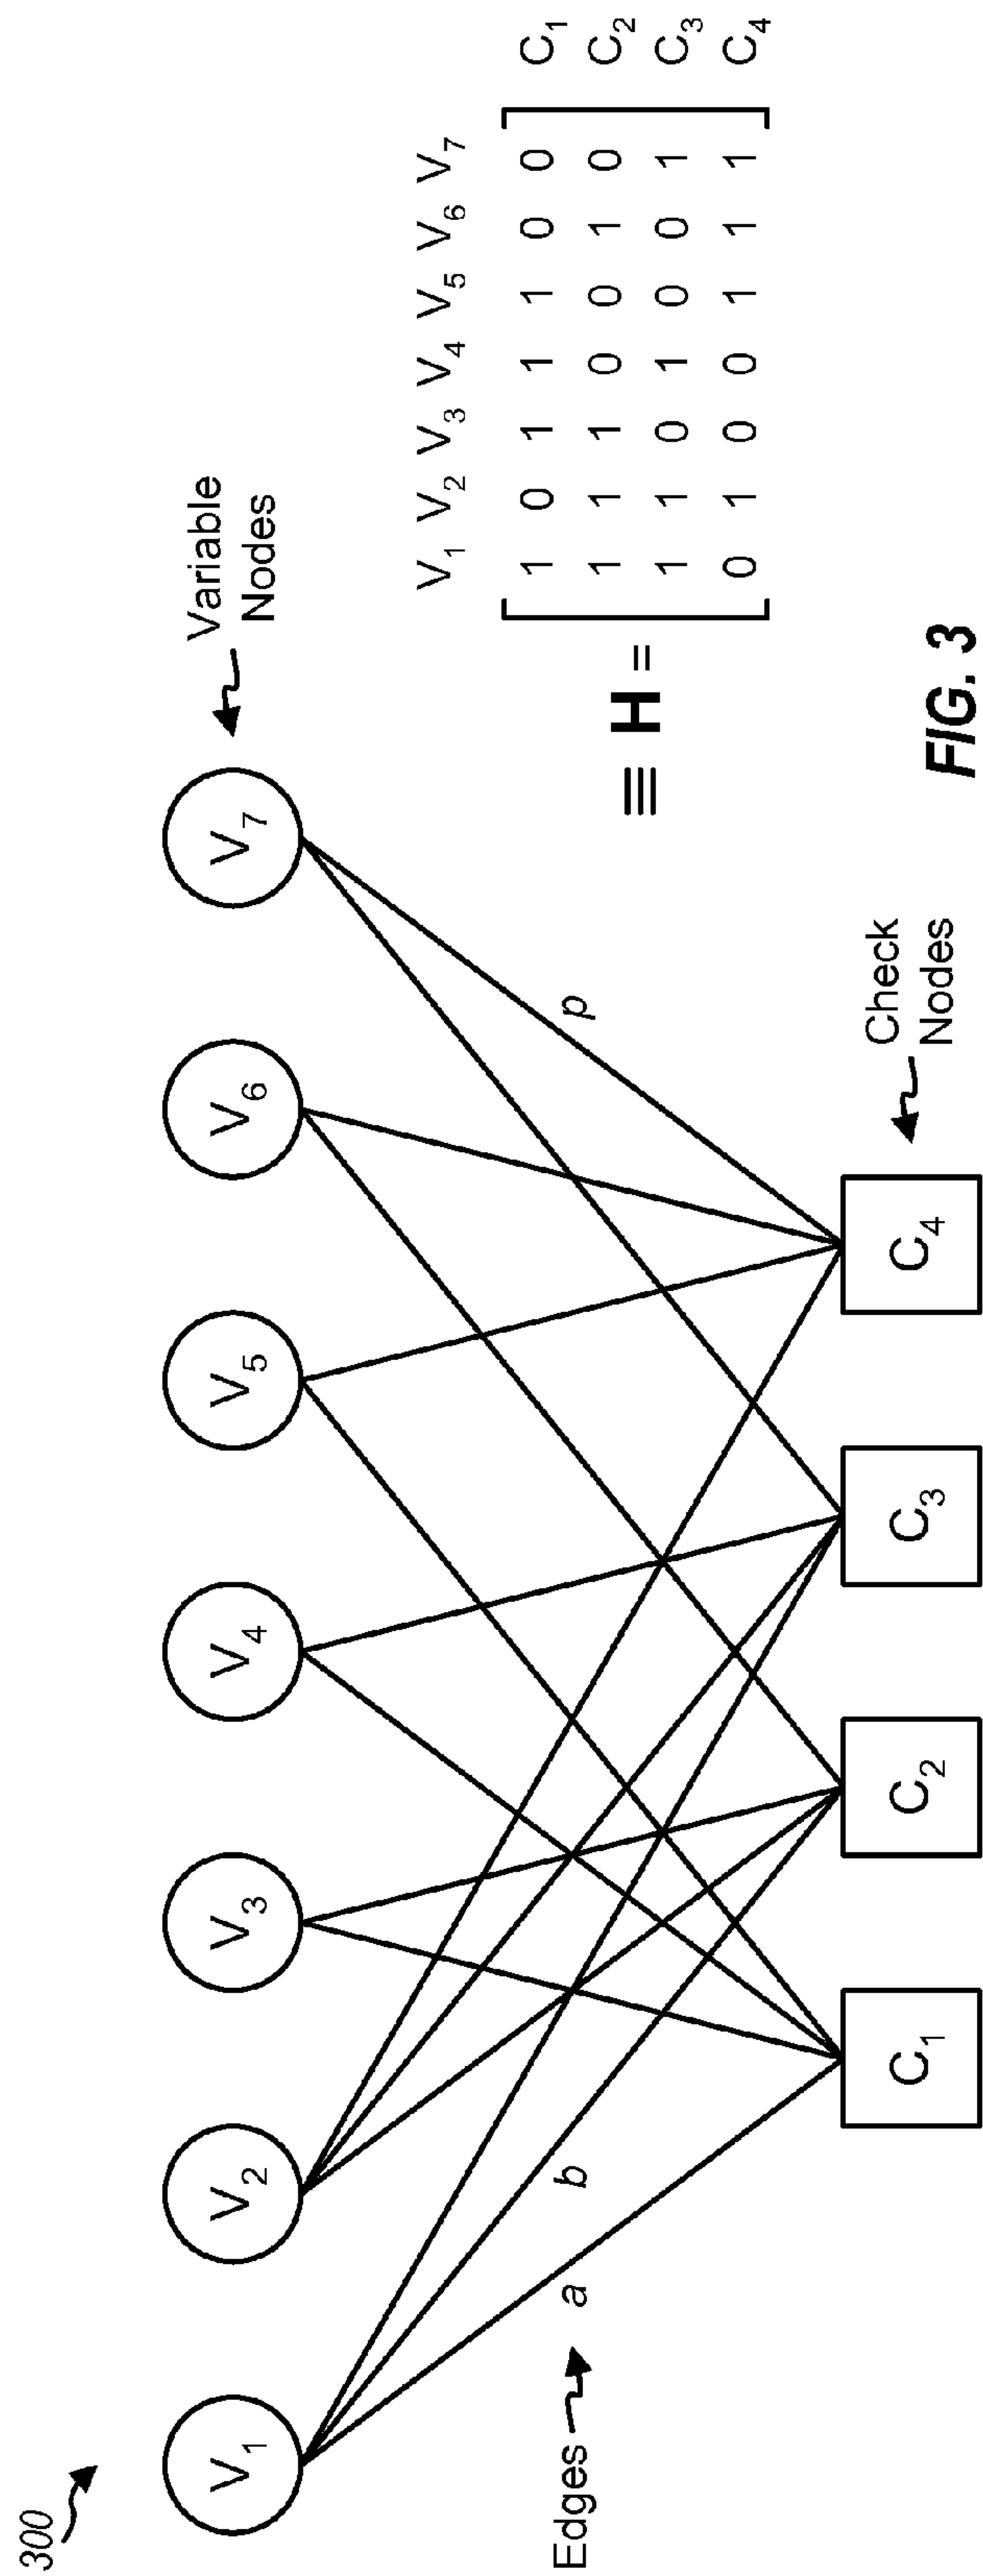 300
V1 V2 V3 V4 V5 V6 V7
Variable
Nodes
Edges
a b p
C1 C2 C3 C4
Check
Nodes
V1 V2 V3 V4 V5 V6 V7
1 0 1 1 1 0 0 C1
1 1 1 0 0 1 0 C2
≡ H =
1 1 0 1 0 0 1 C3
0 1 0 0 1 1 1 C4
FIG. 3